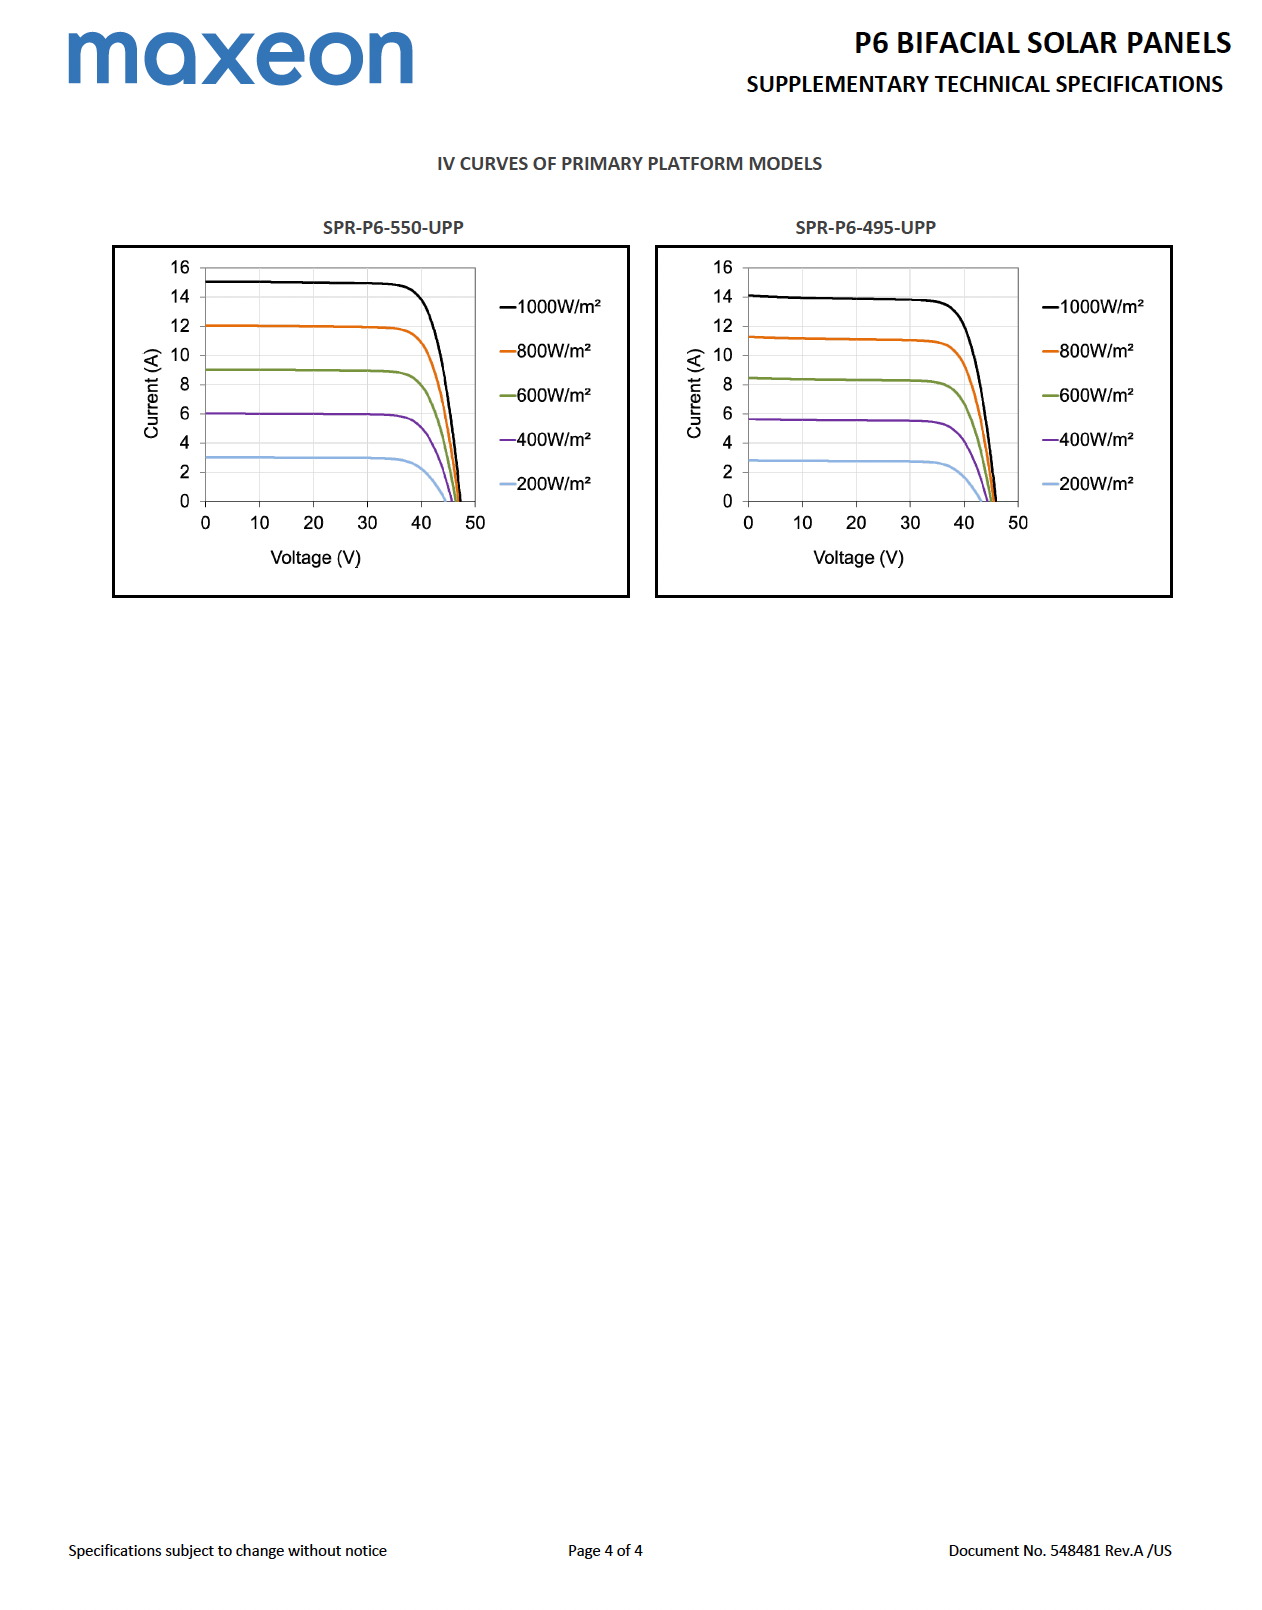 maxeon
P6 BIFACIAL SOLAR PANELS
SUPPLEMENTARY TECHNICAL SPECIFICATIONS
IV CURVES OF PRIMARY PLATFORM MODELS
SPR-P6-550-UPP
16
14
12
10
8
6
4
2
0
Current (A)
0 10 20 30 40 50
Voltage (V)
1000W/m²
800W/m²
600W/m²
400W/m²
200W/m²
SPR-P6-495-UPP
16
14
12
10
8
6
4
2
0
Current (A)
0 10 20 30 40 50
Voltage (V)
1000W/m²
800W/m²
600W/m²
400W/m²
200W/m²
Specifications subject to change without notice Page 4 of 4 Document No. 548481 Rev.A /US